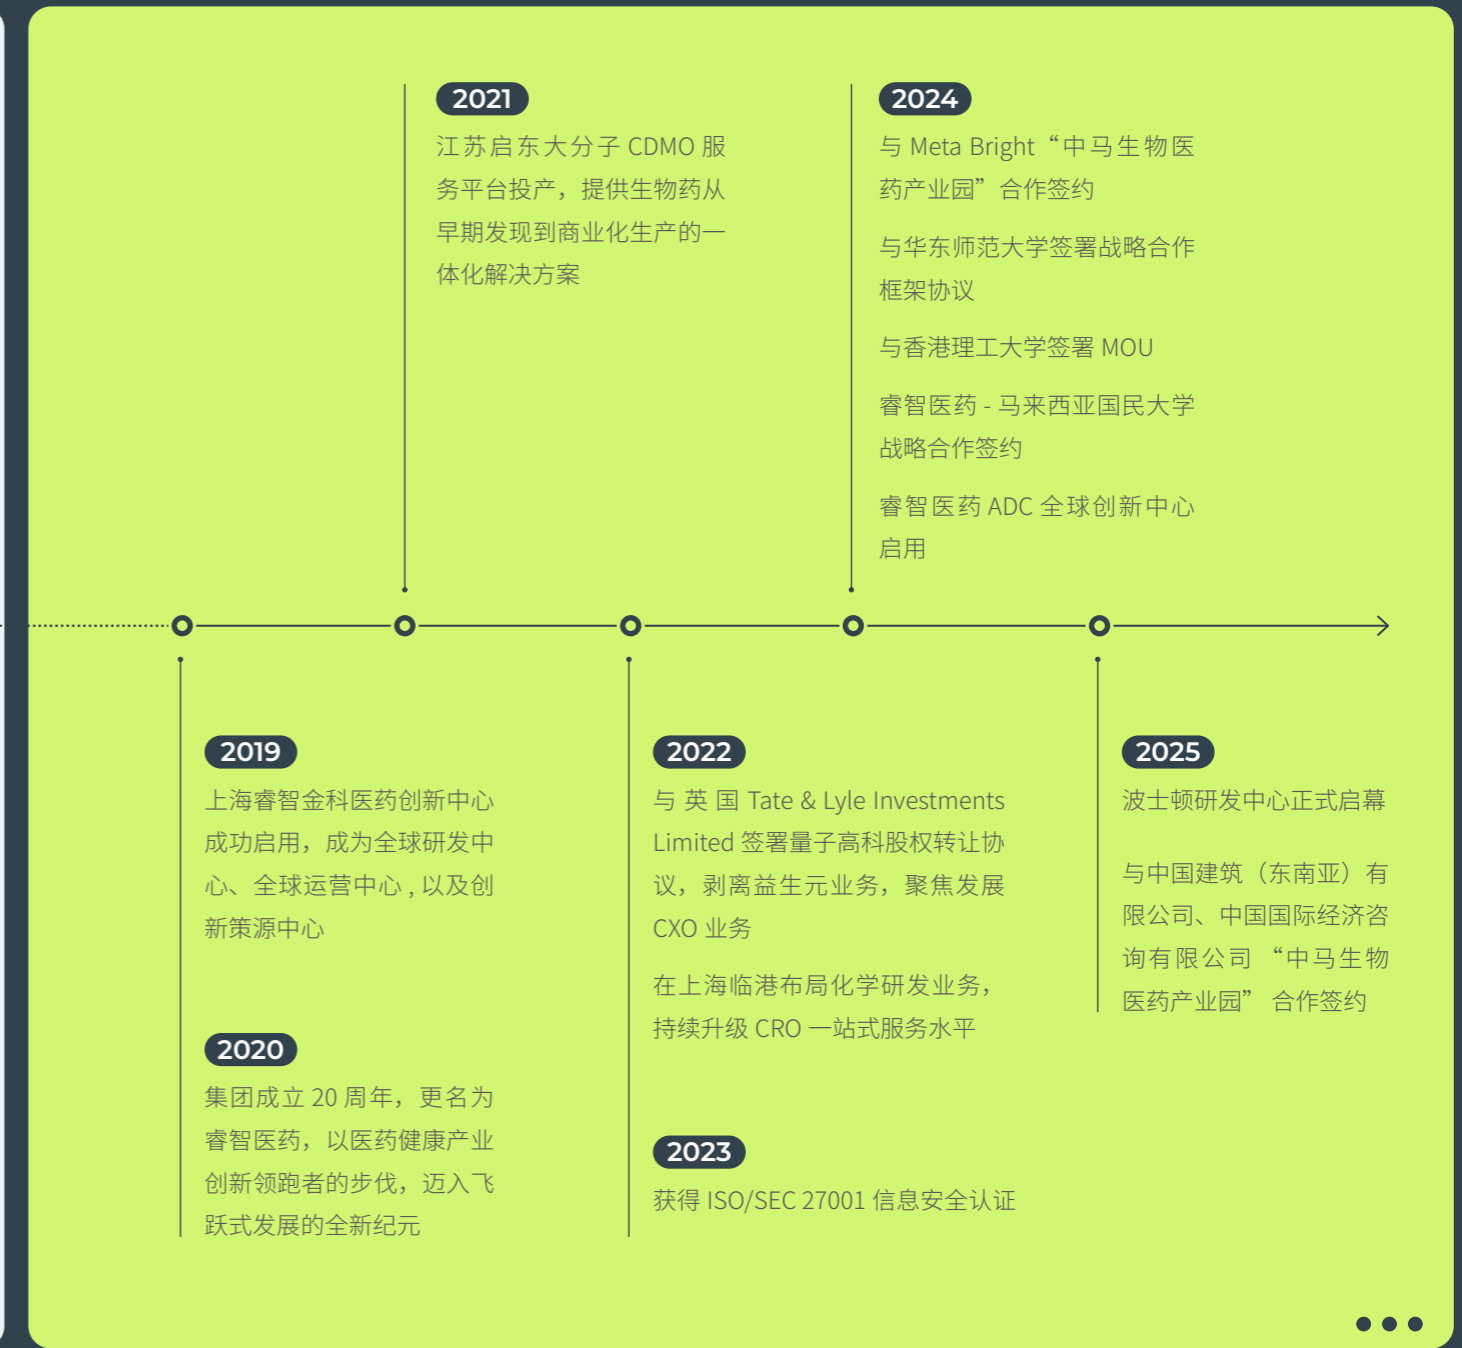 2021
江苏启东大分子 CDMO 服
务平台投产，提供生物药从
早期发现到商业化生产的一
体化解决方案
2024
与 Meta Bright“中马生物医
药产业园”合作签约
与华东师范大学签署战略合作
框架协议
与香港理工大学签署 MOU
睿智医药 - 马来西亚国民大学
战略合作签约
睿智医药 ADC 全球创新中心
启用
2019
上海睿智金科医药创新中心
成功启用，成为全球研发中
心、全球运营中心 , 以及创
新策源中心
2020
集团成立 20 周年，更名为
睿智医药，以医药健康产业
创新领跑者的步伐，迈入飞
跃式发展的全新纪元
2022
与 英 国 Tate & Lyle Investments
Limited 签署量子高科股权转让协
议，剥离益生元业务，聚焦发展
CXO 业务
在上海临港布局化学研发业务，
持续升级 CRO 一站式服务水平
2023
获得 ISO/SEC 27001 信息安全认证
2025
波士顿研发中心正式启幕
与中国建筑（东南亚）有
限公司、中国国际经济咨
询有限公司 “中马生物
医药产业园” 合作签约